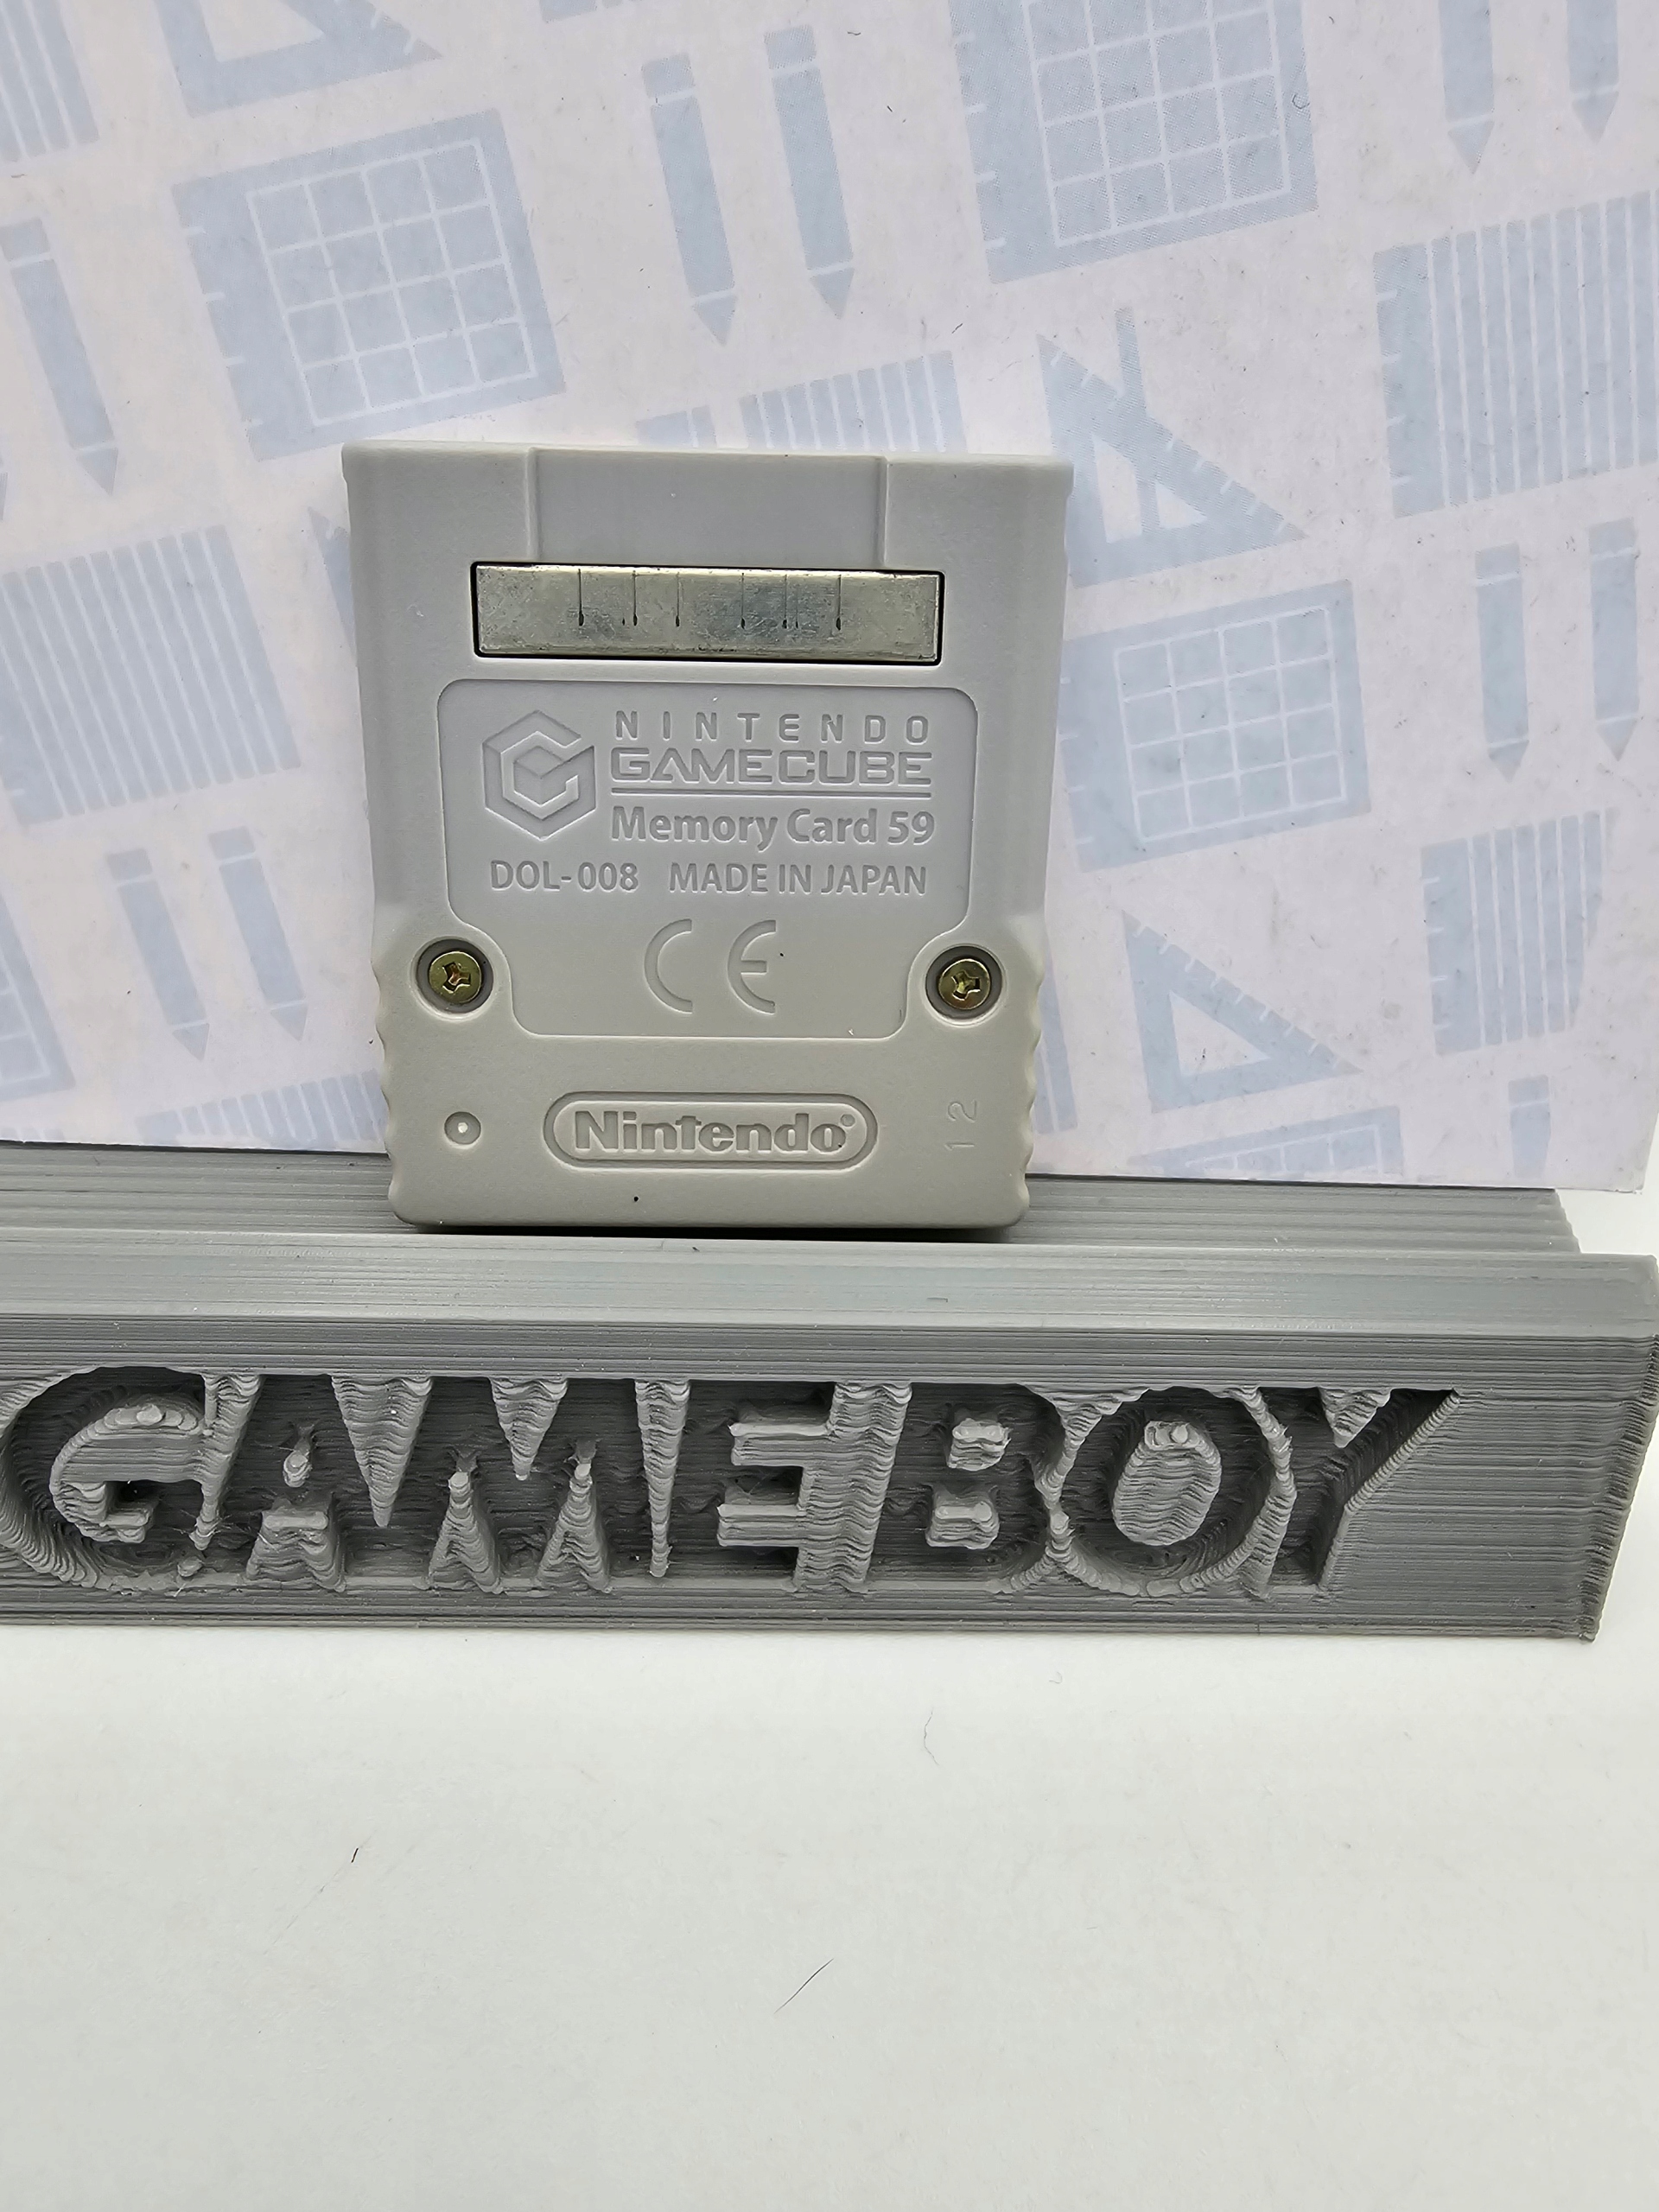 NINTENDO
GAMECUBE
Memory Card 59
DOL-008 MADE IN JAPAN
CE
Nintendo®
12
GAMEBOY